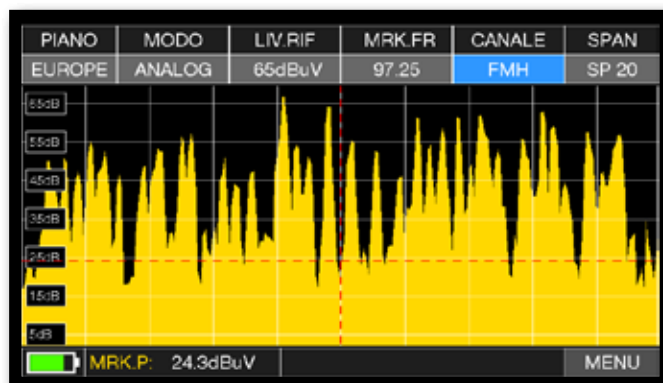 PIANO MODO LIV.RIF MRK.FR CANALE SPAN
EUROPE ANALOG 65dBuV 97.25 FMH SP 20
65dB
55dB
45dB
35dB
25dB
15dB
5dB
MRK.P: 24.3dBuV MENU